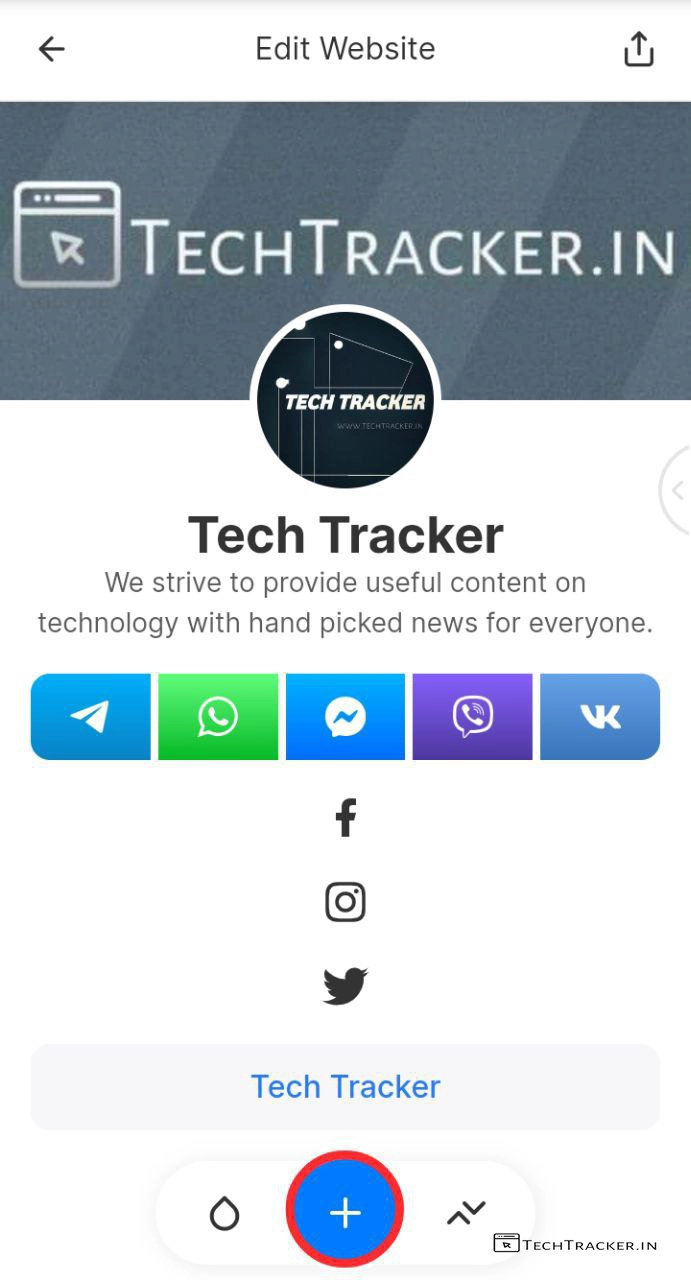 Edit Website
TECHTRACKER.IN
TECH TRACKER
WWW.TECHTRACKER.IN
Tech Tracker
We strive to provide useful content on
technology with hand picked news for everyone.
Tech Tracker
TECHTRACKER.IN